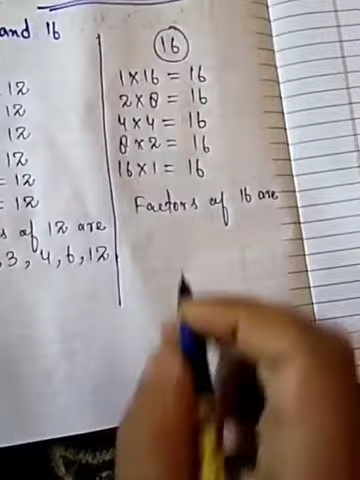 and 16
12
12
12
12
= 12
= 12
s of 12 are
, 3, 4, 6, 12
16
1 x 16 = 16
2 x 8 = 16
4 x 4 = 16
8 x 2 = 16
16 x 1 = 16
Factors of 16 are